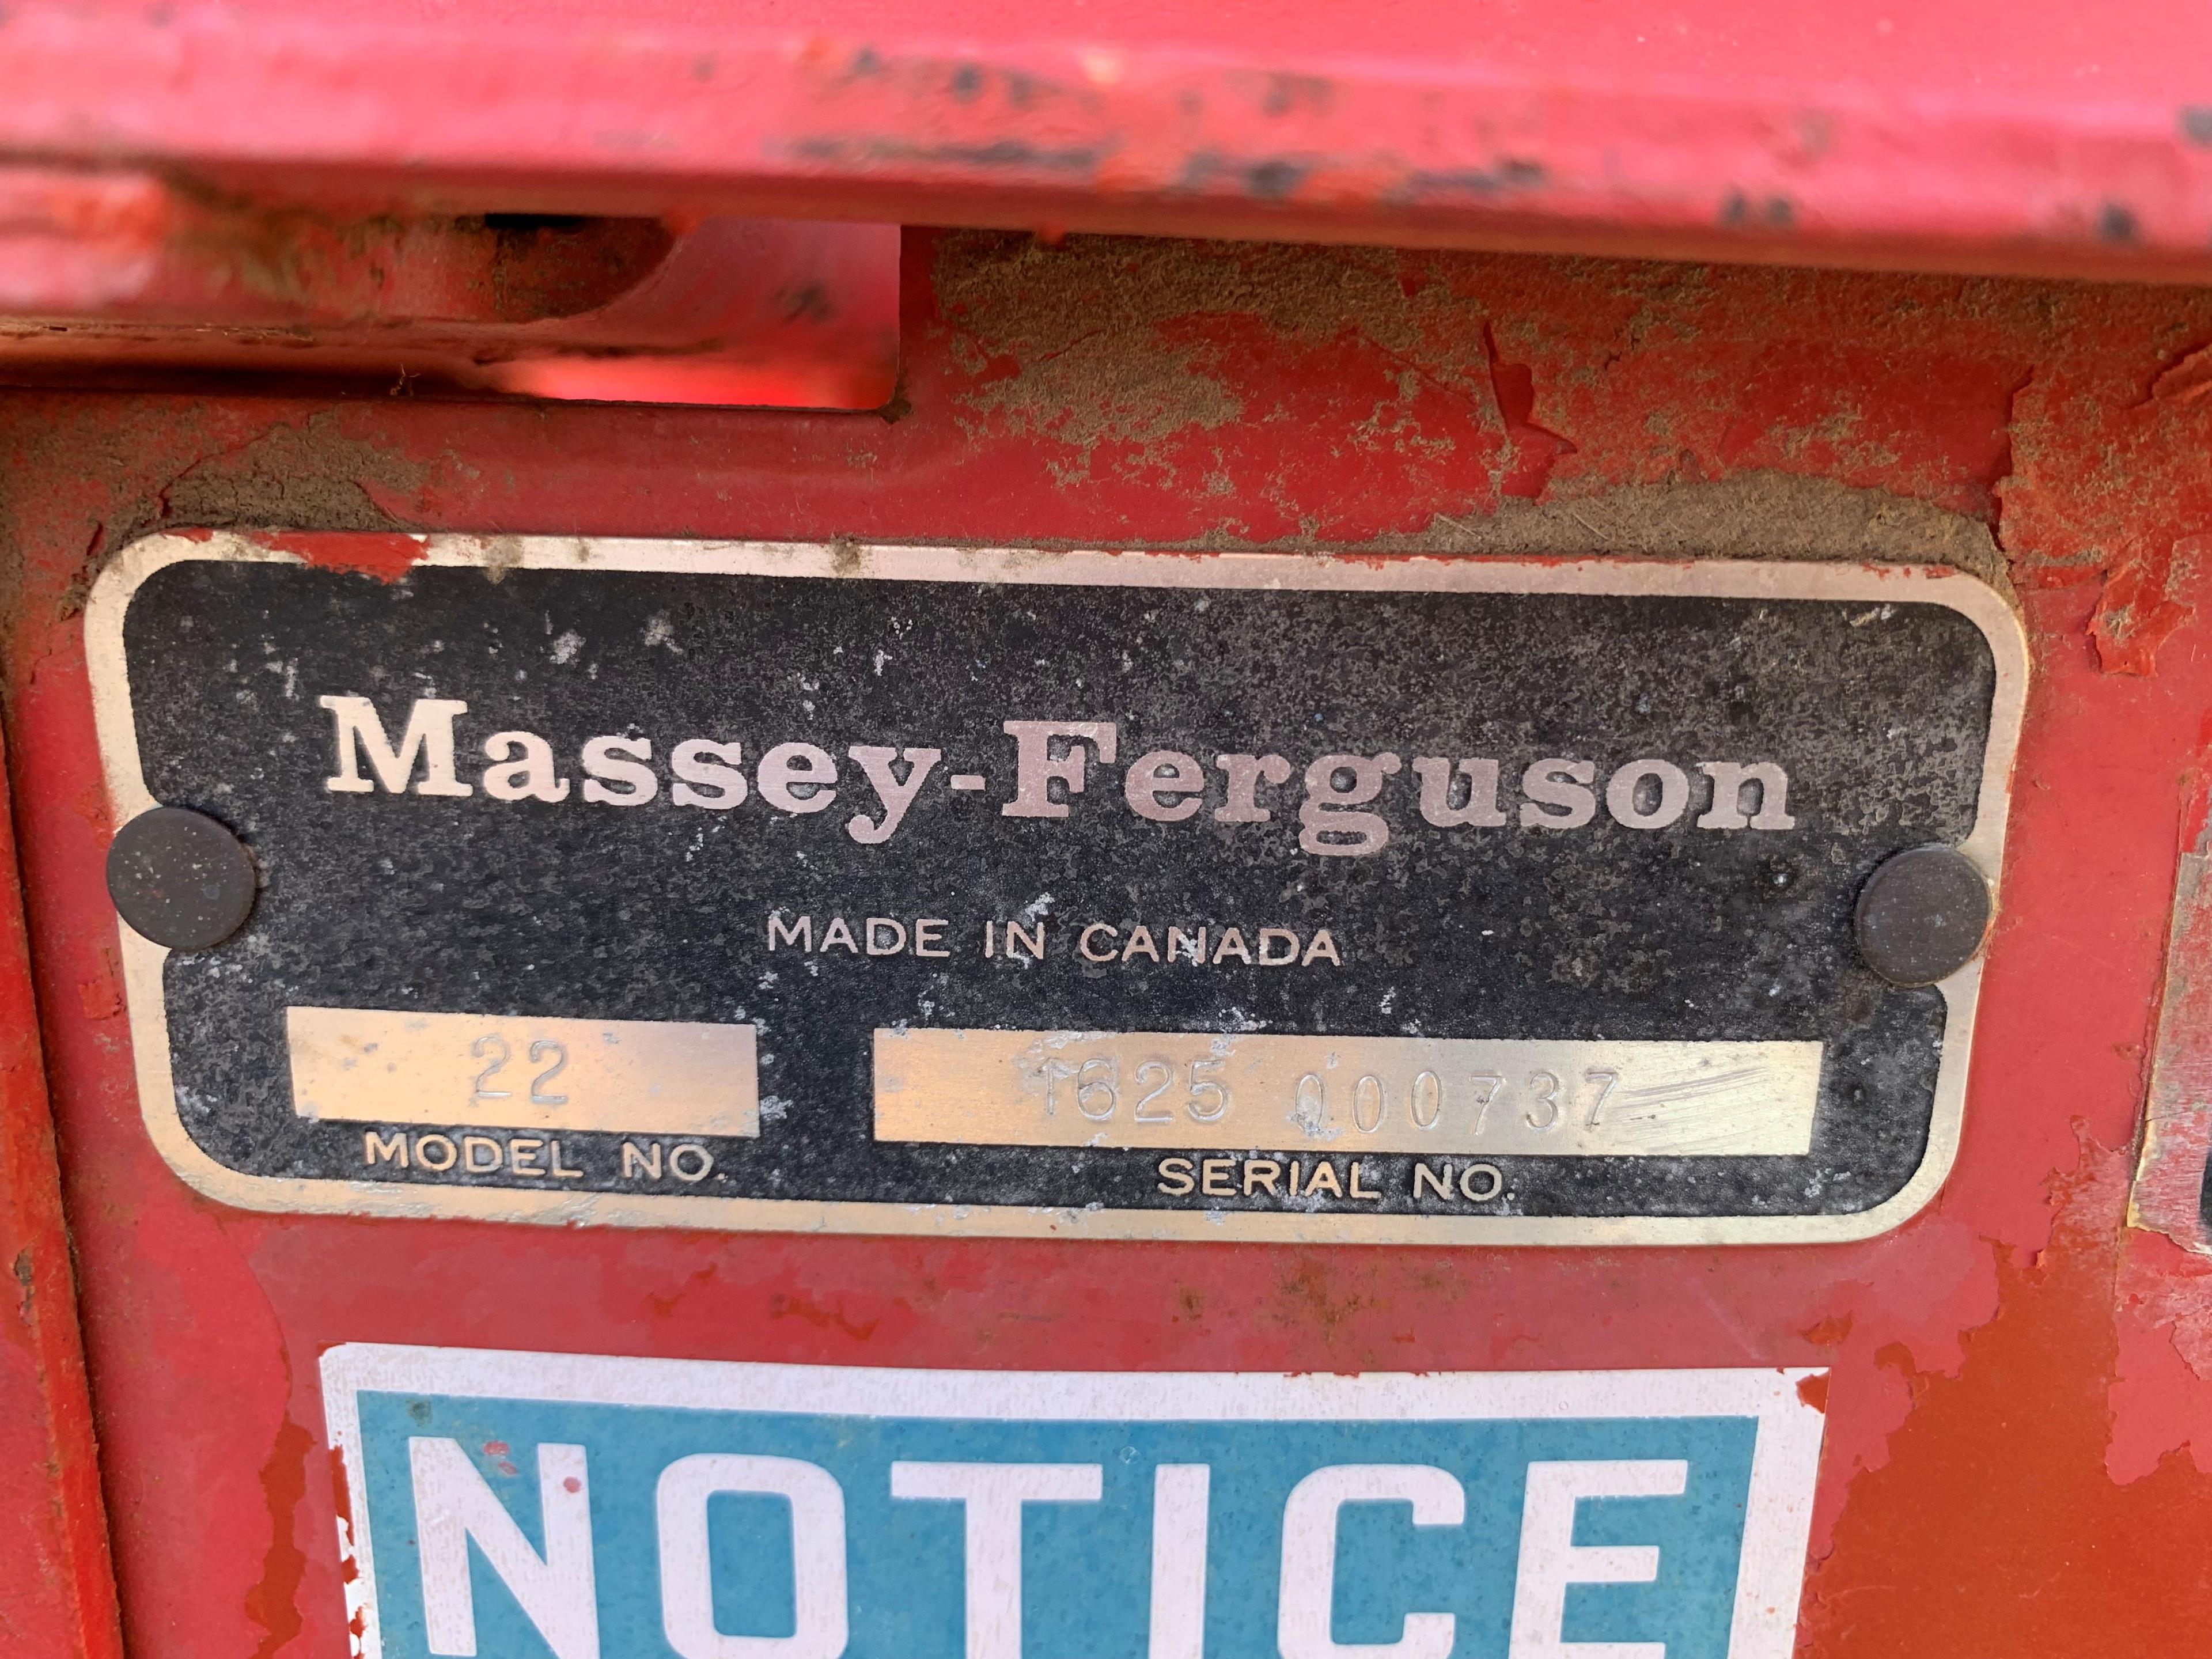 Massey-Ferguson
MADE IN CANADA
22 1625 000737
MODEL NO. SERIAL NO.
NOTICE